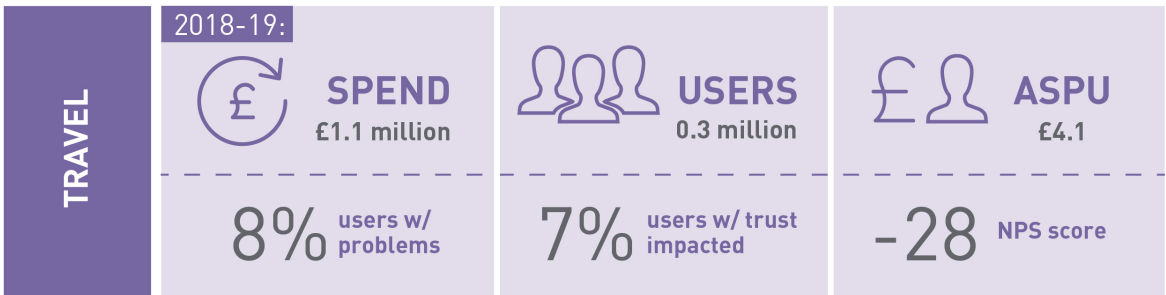 TRAVEL
2018-19:
£
SPEND
£1.1 million
USERS
0.3 million
£
ASPU
£4.1
8% users w/
problems
7% users w/ trust
impacted
-28 NPS score